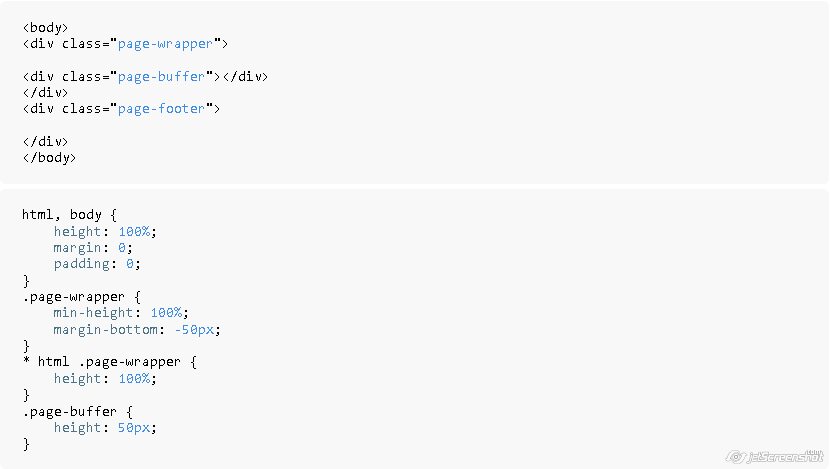 <body>
<div class="page-wrapper">
<div class="page-buffer"></div>
</div>
<div class="page-footer">
</div>
</body>
html, body {
    height: 100%;
    margin: 0;
    padding: 0;
}
.page-wrapper {
    min-height: 100%;
    margin-bottom: -50px;
}
* html .page-wrapper {
    height: 100%;
}
.page-buffer {
    height: 50px;
}
jetScreenshot